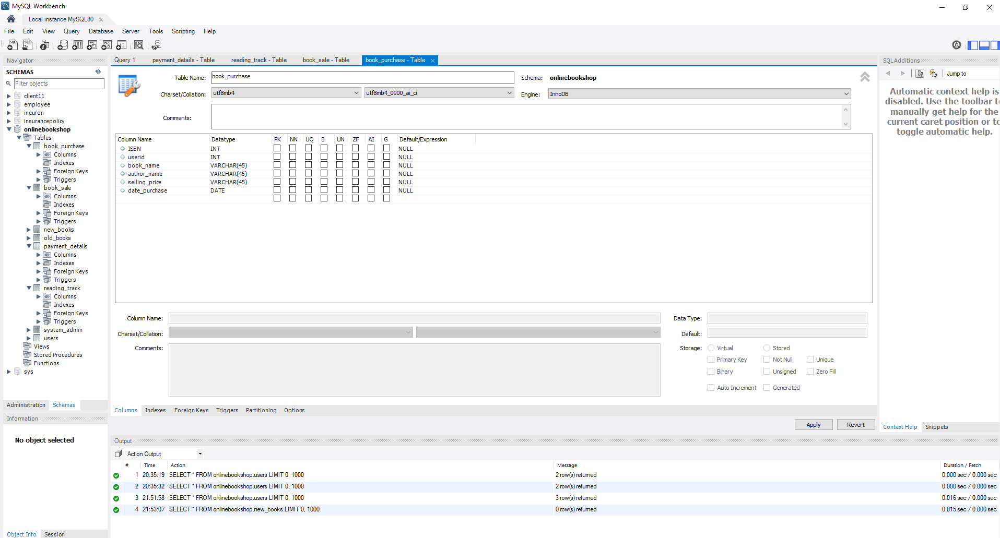 MySQL Workbench
Local instance MySQL80
File Edit View Query Database Server Tools Scripting Help
Navigator
SCHEMAS
Filter objects
client11
employee
ineuron
insurancepolicy
onlinebookshop
Tables
book_purchase
Columns
Indexes
Foreign Keys
Triggers
book_sale
Columns
Indexes
Foreign Keys
Triggers
new_books
old_books
payment_details
Columns
Indexes
Foreign Keys
Triggers
reading_track
Columns
Indexes
Foreign Keys
Triggers
system_admin
users
Views
Stored Procedures
Functions
sys
Administration Schemas
Information
No object selected
Object Info Session
Query 1 payment_details - Table reading_track - Table book_sale - Table book_purchase - Table
Table Name: book_purchase Schema: onlinebookshop
Charset/Collation: utf8mb4 utf8mb4_0900_ai_ci Engine: InnoDB
Comments:
Column Name Datatype PK NN UQ B UN ZF AI G Default/Expression
ISBN INT NULL
userid INT NULL
book_name VARCHAR(45) NULL
author_name VARCHAR(45) NULL
selling_price VARCHAR(45) NULL
date_purchase DATE NULL
Column Name: Data Type:
Charset/Collation: Default:
Comments: Storage: Virtual Stored
Primary Key Not Null Unique
Binary Unsigned Zero Fill
Auto Increment Generated
Columns Indexes Foreign Keys Triggers Partitioning Options
Apply Revert
SQLAdditions
Jump to
Automatic context help is
disabled. Use the toolbar to
manually get help for the
current caret position or to
toggle automatic help.
Context Help Snippets
Output
Action Output
# Time Action Message Duration / Fetch
1 20:35:19 SELECT * FROM onlinebookshop.users LIMIT 0, 1000 2 row(s) returned 0.000 sec / 0.000 sec
2 20:35:32 SELECT * FROM onlinebookshop.users LIMIT 0, 1000 2 row(s) returned 0.000 sec / 0.000 sec
3 21:51:58 SELECT * FROM onlinebookshop.users LIMIT 0, 1000 3 row(s) returned 0.016 sec / 0.000 sec
4 21:53:07 SELECT * FROM onlinebookshop.new_books LIMIT 0, 1000 0 row(s) returned 0.015 sec / 0.000 sec